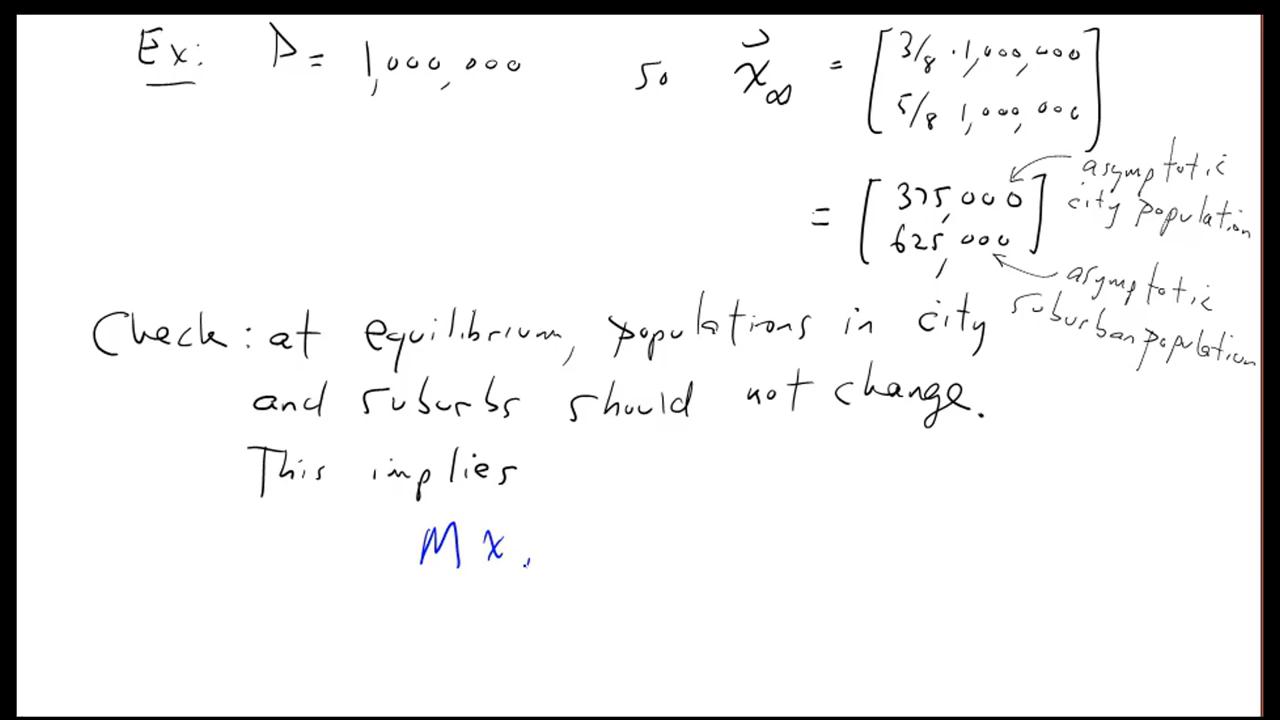 Ex: P = 1,000,000 so x⃗∞ = [3/8 · 1,000,000
5/8 1,000,000]
= [375,000
625,000]
asymptotic
city population
asymptotic
suburban population
Check: at equilibrium, populations in city
and suburbs should not change.
This implies
M x